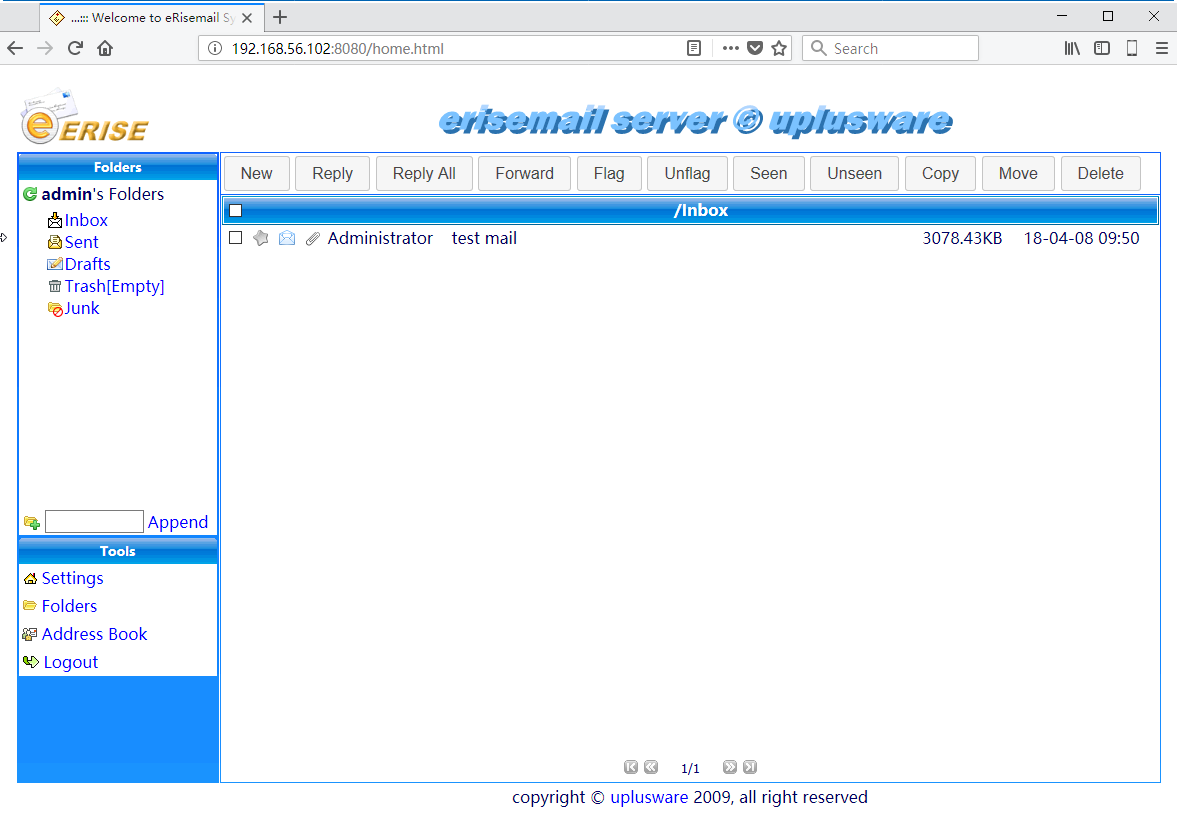 ...::: Welcome to eRisemail Sy
192.168.56.102:8080/home.html
Search
e ERISE
erisemail server © uplusware
Folders
admin's Folders
Inbox
Sent
Drafts
Trash[Empty]
Junk
Append
Tools
Settings
Folders
Address Book
Logout
New Reply Reply All Forward Flag Unflag Seen Unseen Copy Move Delete
/Inbox
Administrator test mail 3078.43KB 18-04-08 09:50
1/1
copyright © uplusware 2009, all right reserved